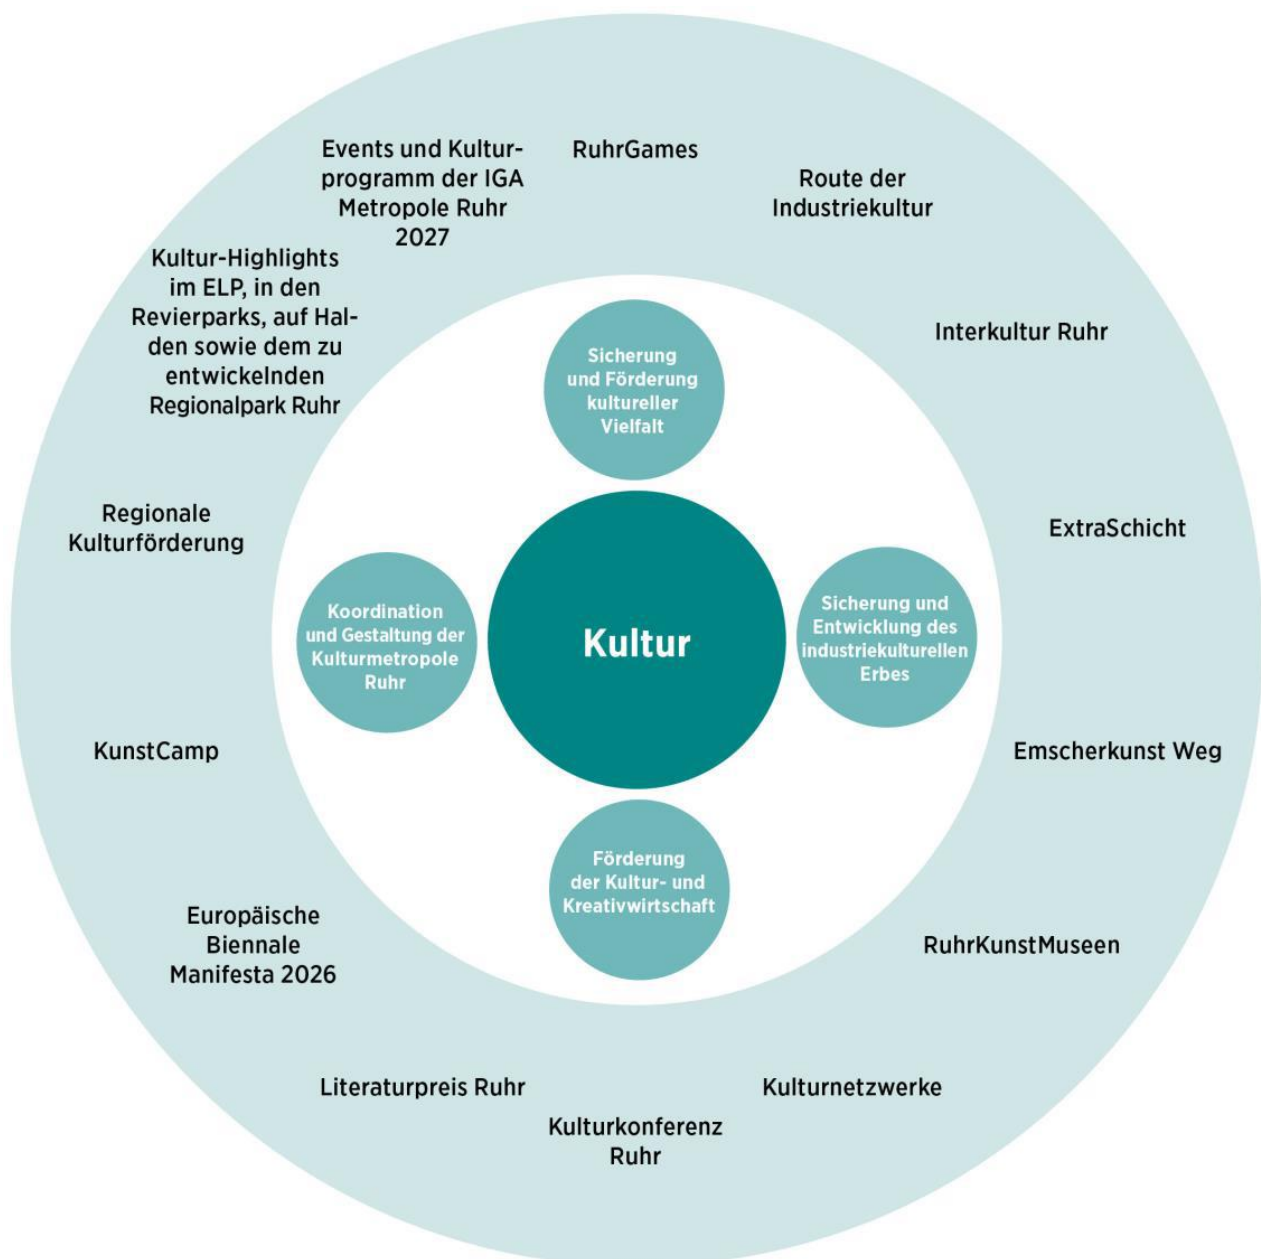 Events und Kultur-
programm der IGA
Metropole Ruhr
2027
RuhrGames
Route der
Industriekultur
Interkultur Ruhr
ExtraSchicht
Emscherkunst Weg
RuhrKunstMuseen
Kulturnetzwerke
Kulturkonferenz
Ruhr
Literaturpreis Ruhr
Europäische
Biennale
Manifesta 2026
KunstCamp
Regionale
Kulturförderung
Kultur-Highlights
im ELP, in den
Revierparks, auf Hal-
den sowie dem zu
entwickelnden
Regionalpark Ruhr
Sicherung
und Förderung
kultureller
Vielfalt
Koordination
und Gestaltung der
Kulturmetropole
Ruhr
Kultur
Sicherung und
Entwicklung des
industriekulturellen
Erbes
Förderung
der Kultur- und
Kreativwirtschaft